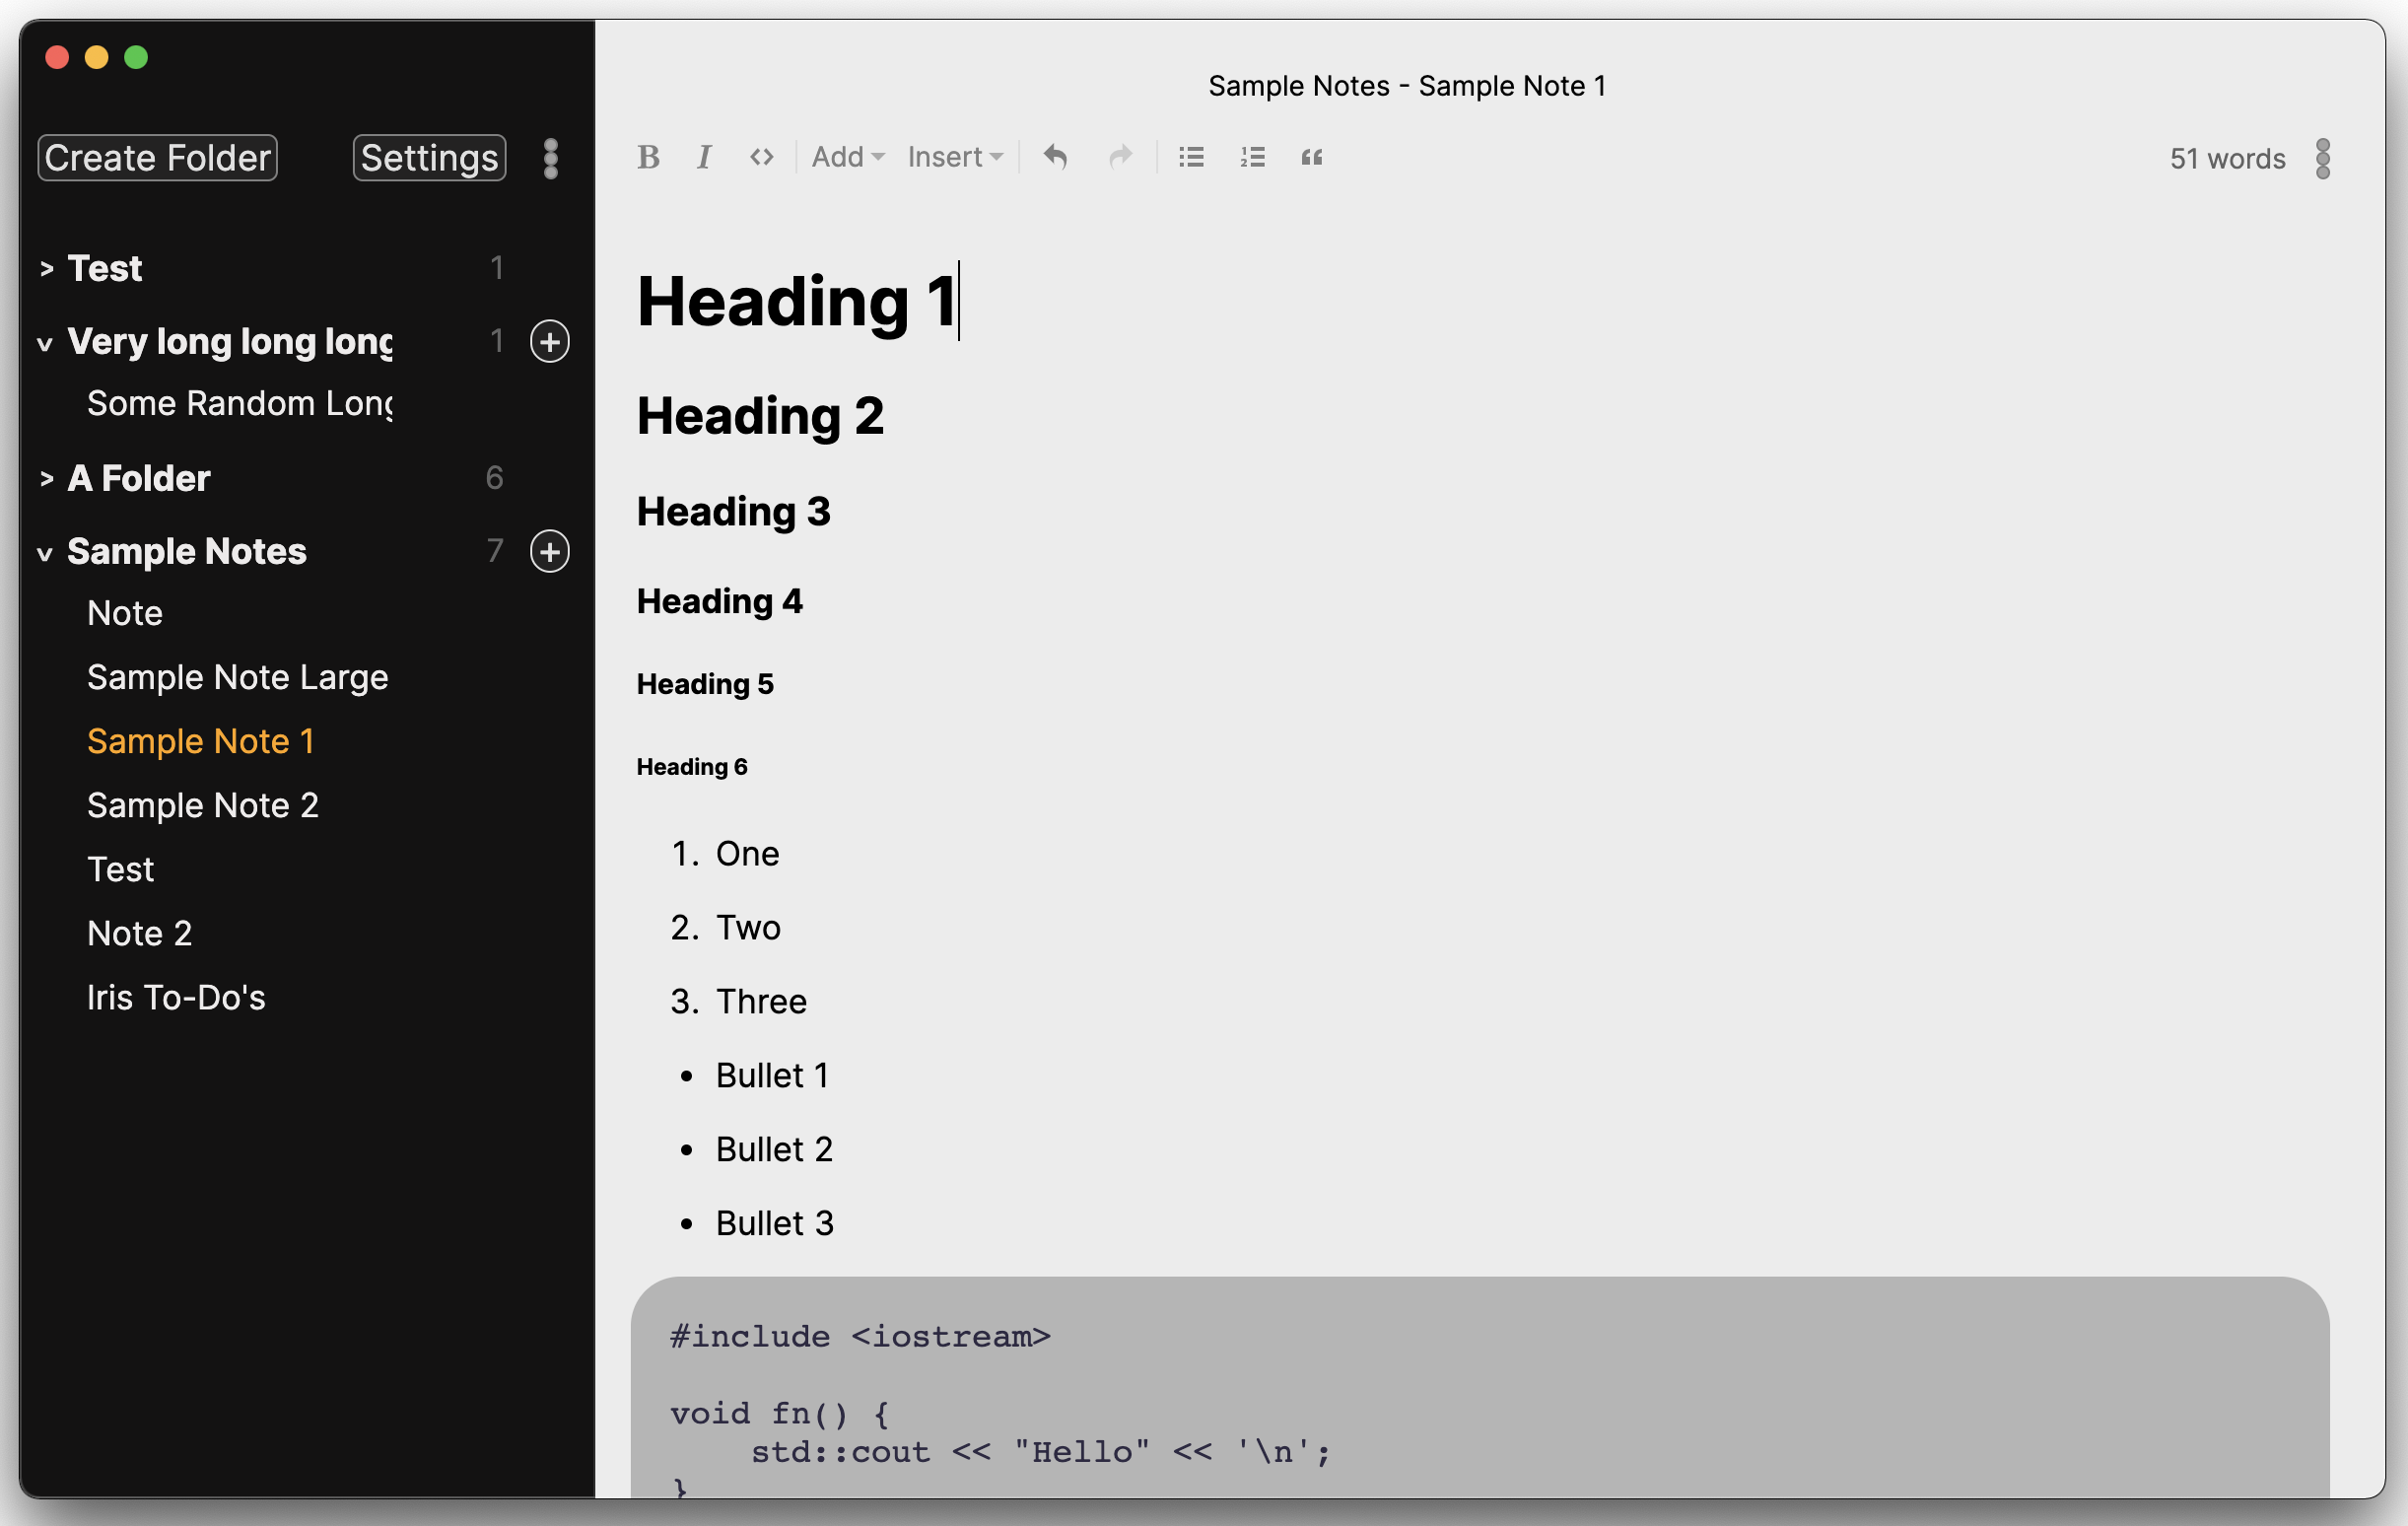 Create Folder
Settings
> Test 1
v Very long long long 1
Some Random Long
> A Folder 6
v Sample Notes 7
Note
Sample Note Large
Sample Note 1
Sample Note 2
Test
Note 2
Iris To-Do's
Sample Notes - Sample Note 1
B I <> Add Insert
51 words
Heading 1
Heading 2
Heading 3
Heading 4
Heading 5
Heading 6
1. One
2. Two
3. Three
• Bullet 1
• Bullet 2
• Bullet 3
#include <iostream>
void fn() {
    std::cout << "Hello" << '\n';
}